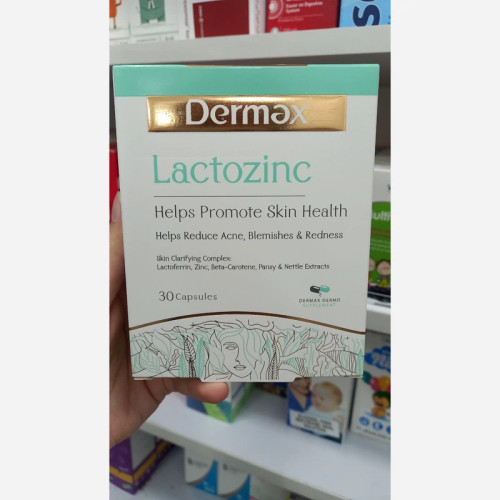 Dermax
Lactozinc
Helps Promote Skin Health
Helps Reduce Acne, Blemishes & Redness
Skin Clarifying Complex:
Lactoferrin, Zinc, Beta-Carotene, Pansy & Nettle Extracts
30 Capsules
DERMAX DERMO
SUPPLEMENT